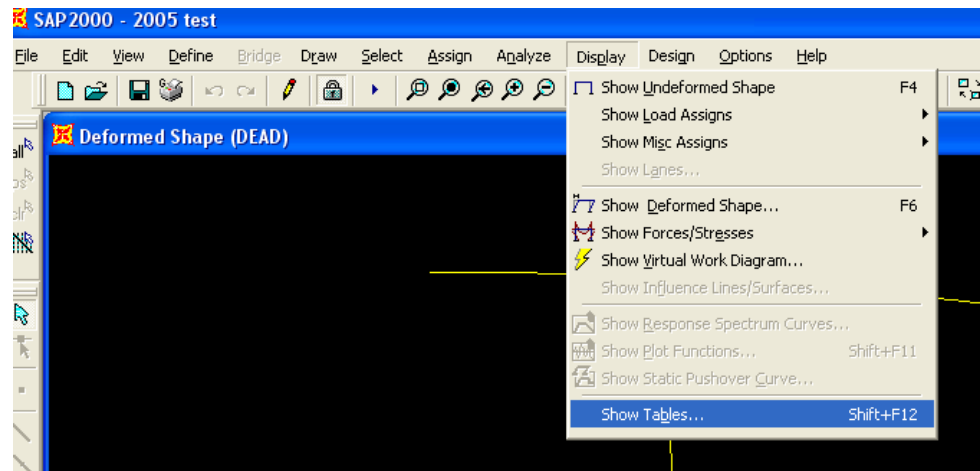 SAP2000 - 2005 test
File Edit View Define Bridge Draw Select Assign Analyze Display Design Options Help
Deformed Shape (DEAD)
all
clr
Show Undeformed Shape F4
Show Load Assigns
Show Misc Assigns
Show Lanes...
Show Deformed Shape... F6
Show Forces/Stresses
Show Virtual Work Diagram...
Show Influence Lines/Surfaces...
Show Response Spectrum Curves...
Show Plot Functions... Shift+F11
Show Static Pushover Curve...
Show Tables... Shift+F12